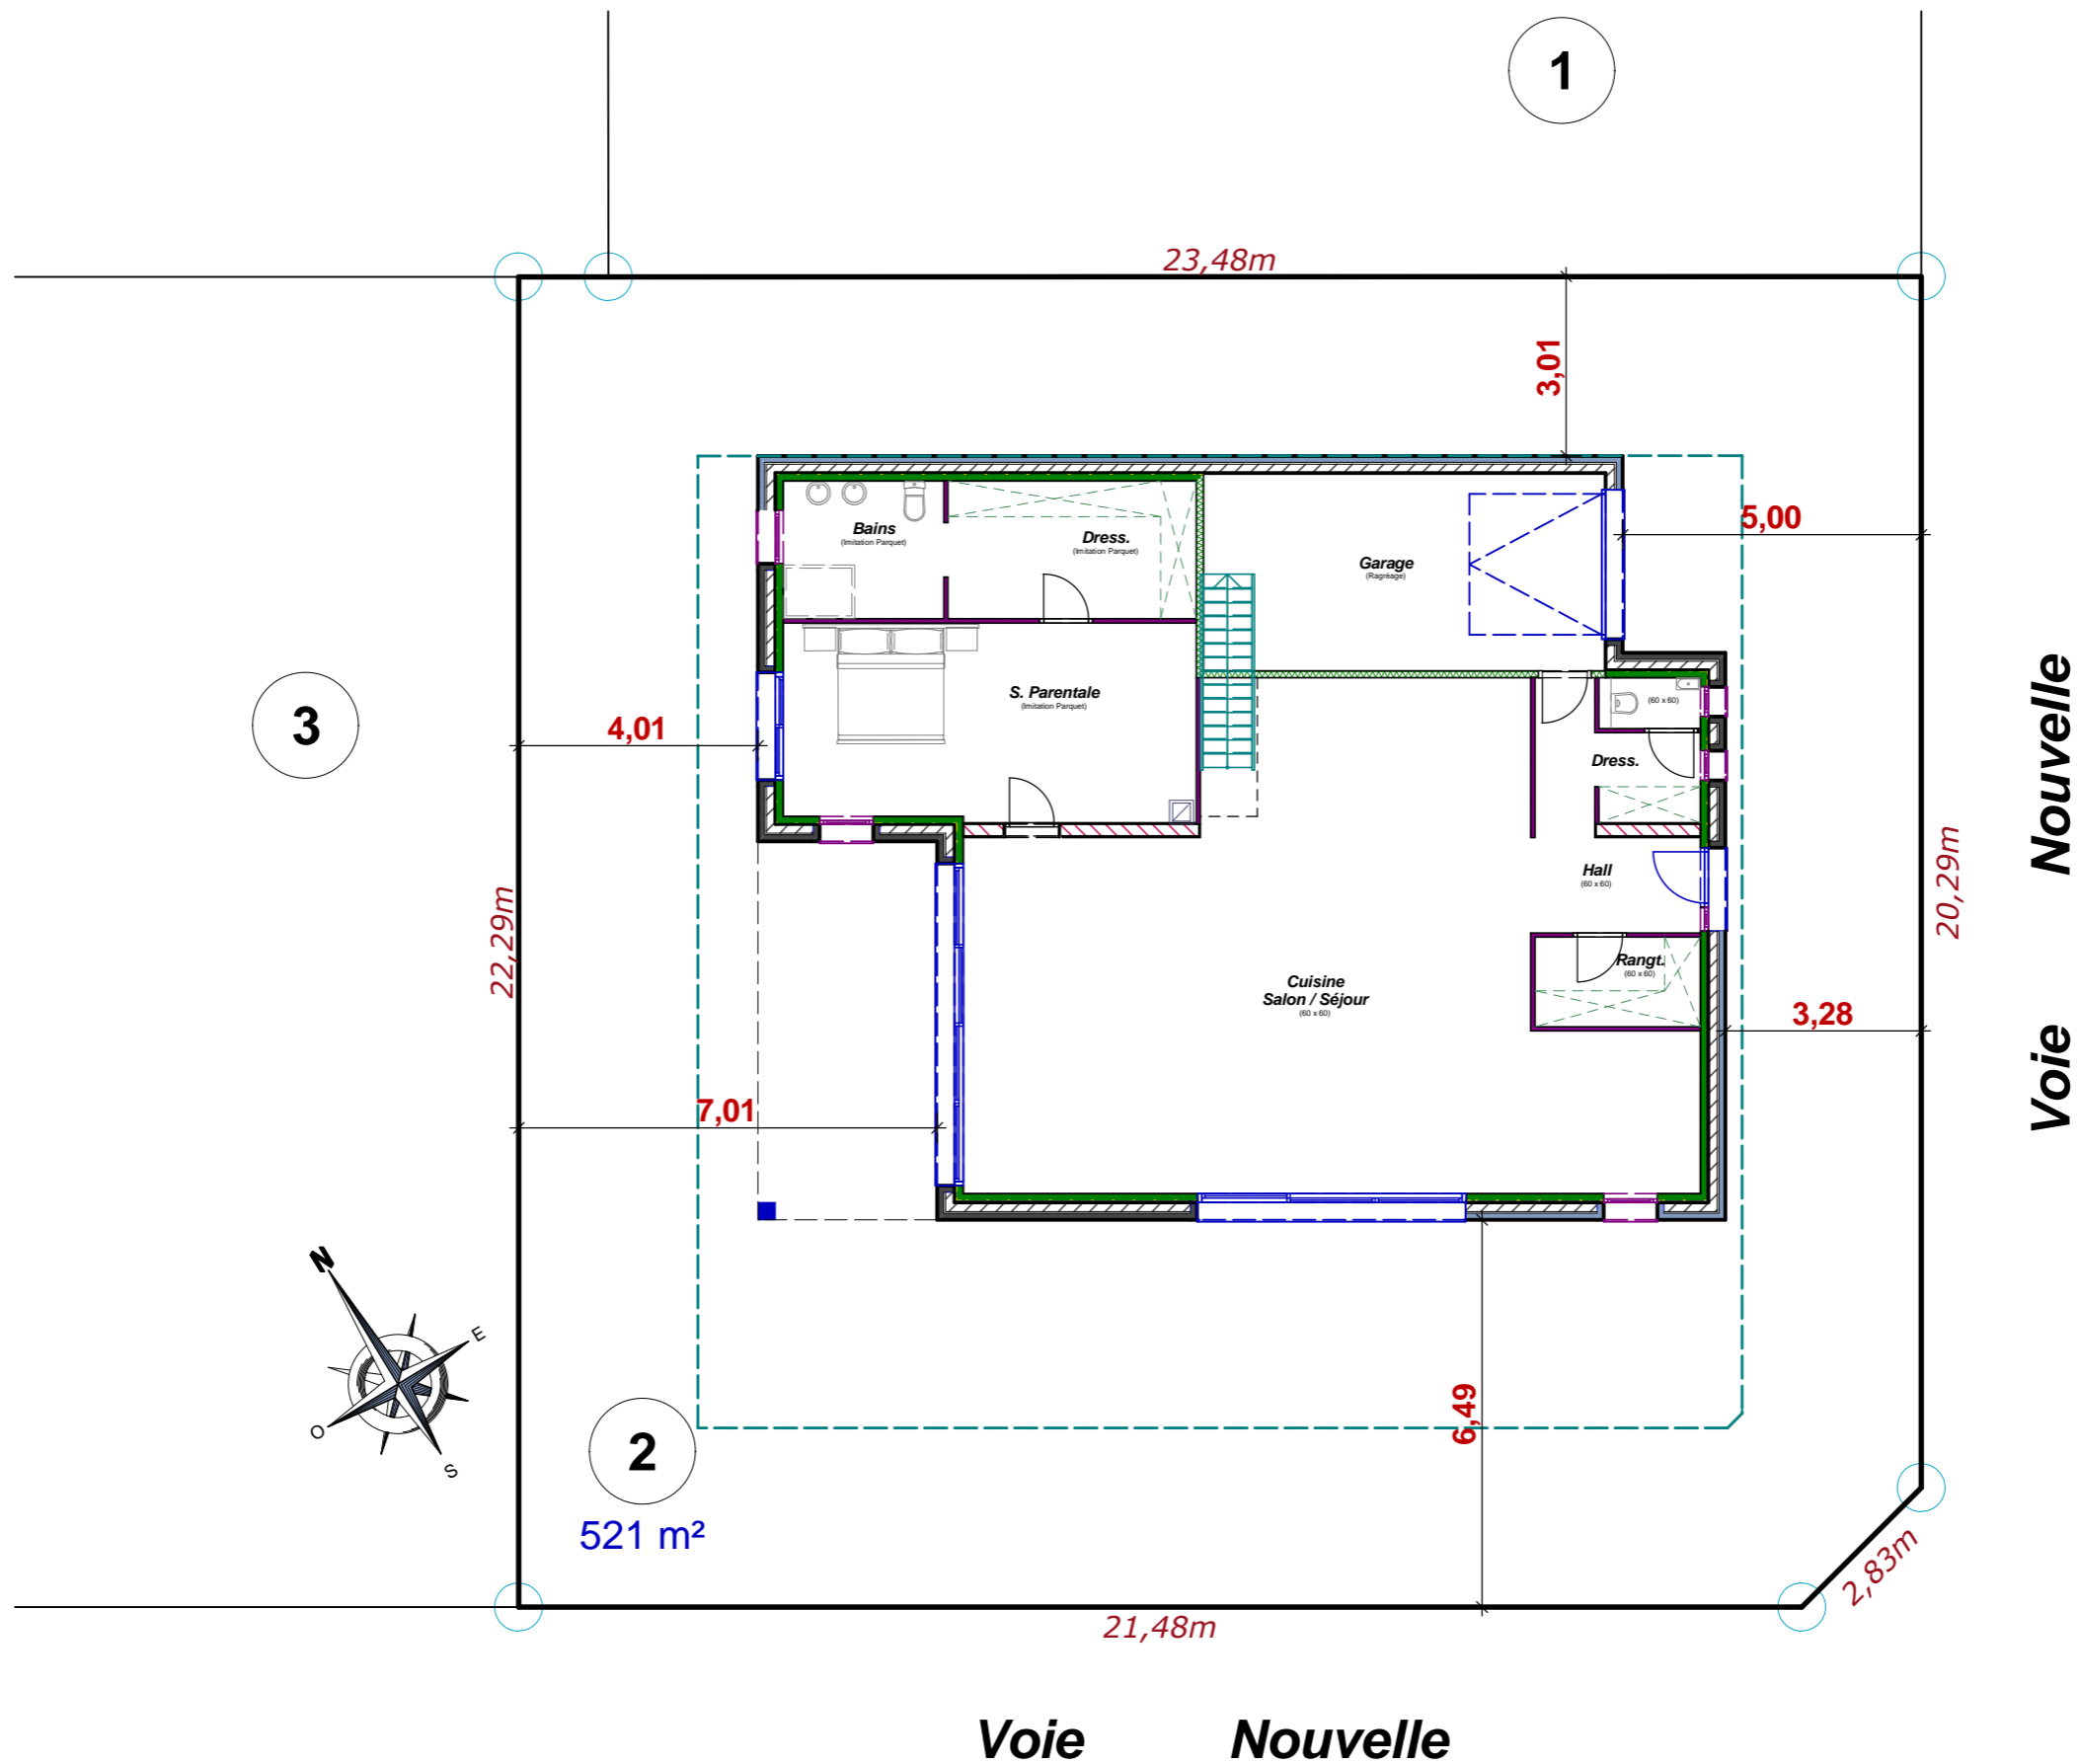 1
23,48m
3,01
5,00
Bains
(Imitation Parquet)
Dress.
(Imitation Parquet)
Garage
(Ragréage)
3
4,01
S. Parentale
(Imitation Parquet)
(60 x 60)
Dress.
Hall
(60 x 60)
Rangt.
(60 x 60)
Cuisine
Salon / Séjour
(60 x 60)
22,29m
20,29m
Voie Nouvelle
3,28
7,01
N
E
O
S
6,49
2
521 m²
2,83m
21,48m
Voie Nouvelle